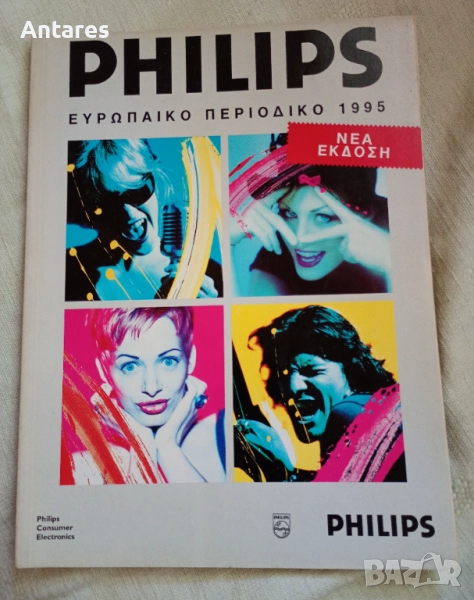 Antares
PHILIPS
ΕΥΡΩΠΑΙΚΟ ΠΕΡΙΟΔΙΚΟ 1995
ΝΕΑ
ΕΚΔΟΣΗ
Philips
Consumer
Electronics
PHILIPS
PHILIPS
BAZAR